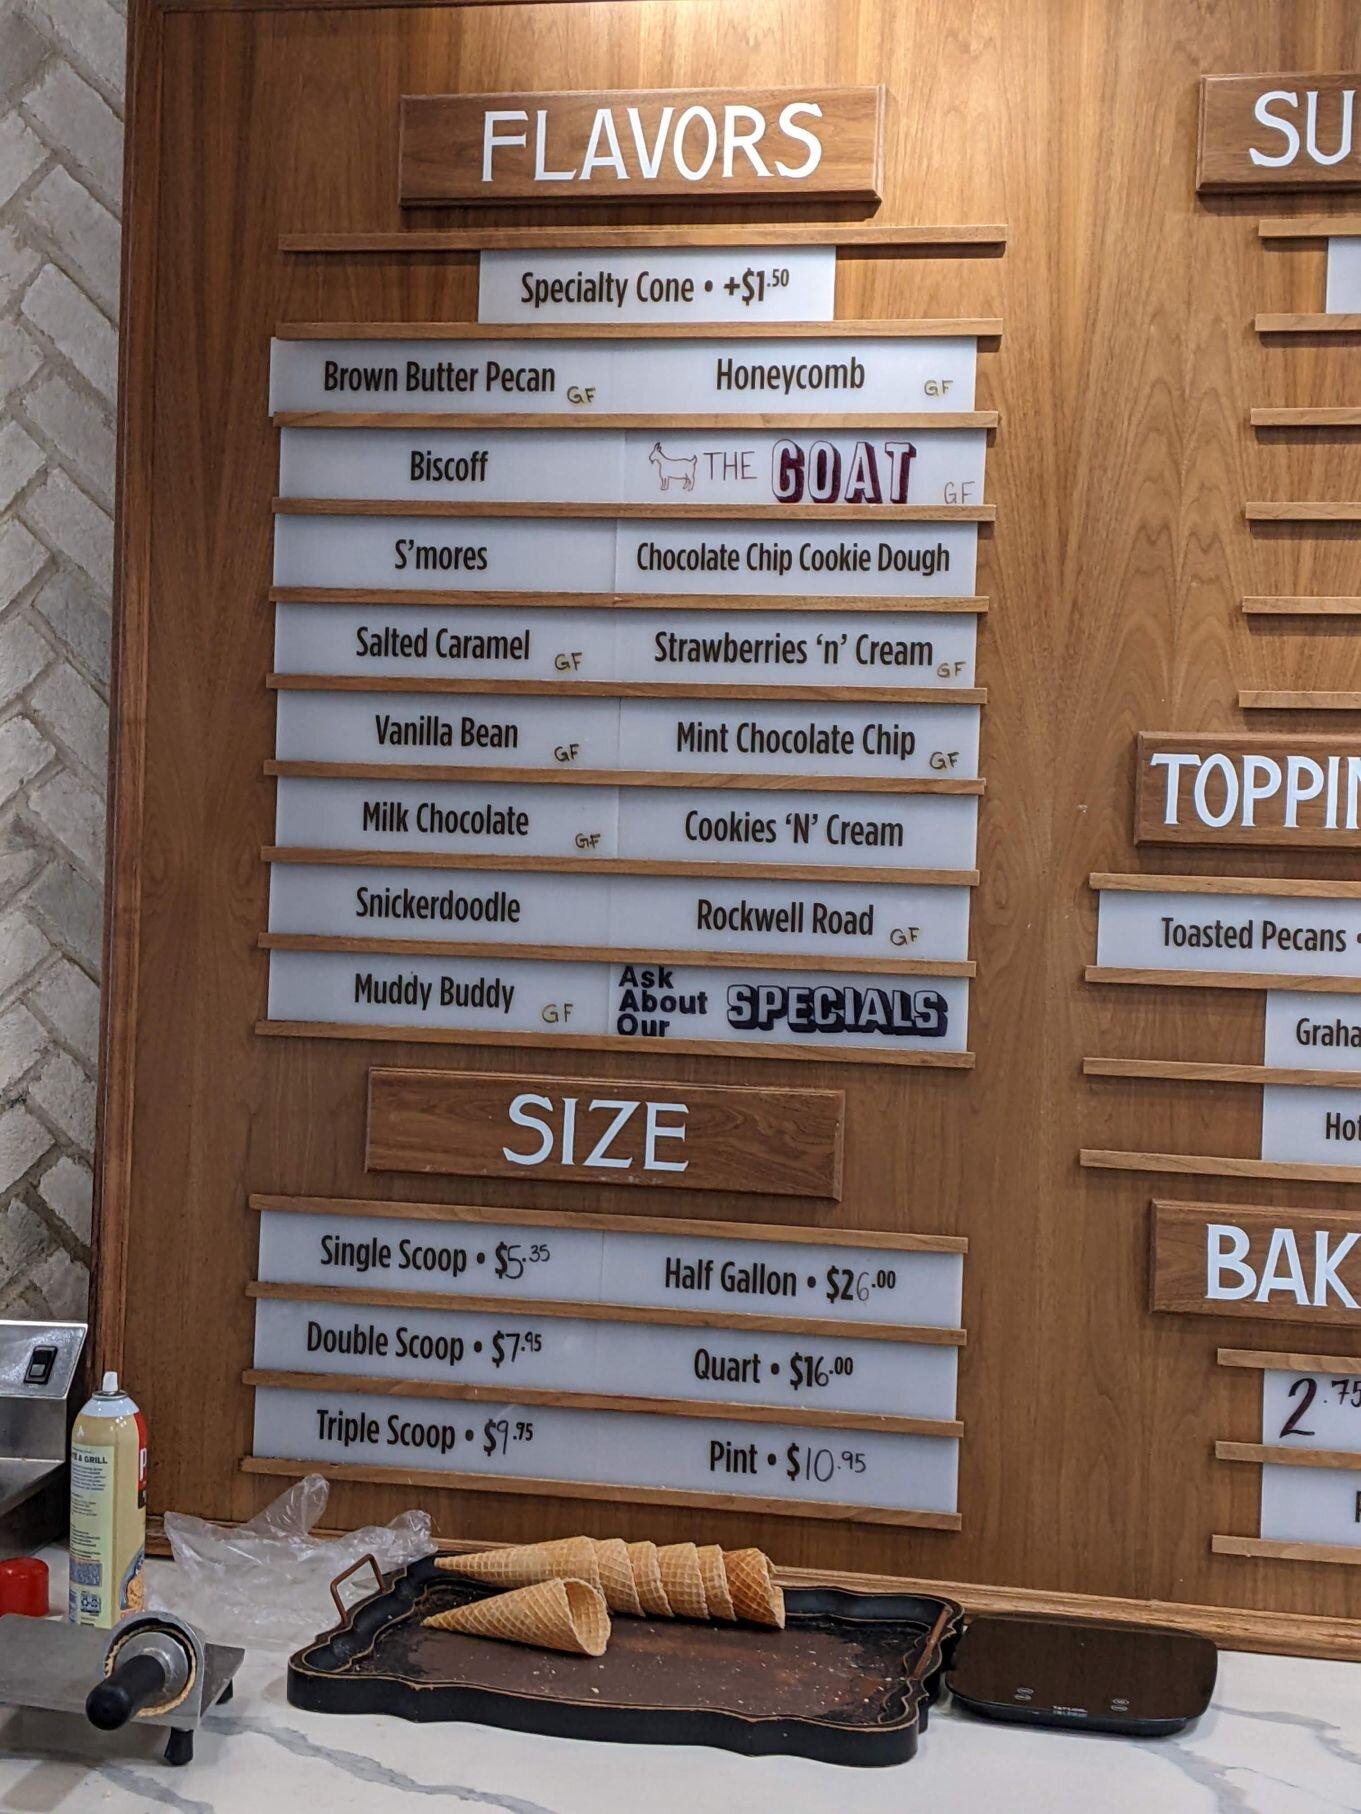 FLAVORS
SU
Specialty Cone • +$1.50
Brown Butter Pecan GF Honeycomb GF
Biscoff THE GOAT GF
S'mores Chocolate Chip Cookie Dough
Salted Caramel GF Strawberries 'n' Cream GF
Vanilla Bean GF Mint Chocolate Chip GF
Milk Chocolate GF Cookies 'N' Cream
Snickerdoodle Rockwell Road GF
Muddy Buddy GF Ask About Our SPECIALS
TOPPIN
Toasted Pecans •
Graha
Hot
SIZE
Single Scoop • $5.35 Half Gallon • $26.00
Double Scoop • $7.95 Quart • $16.00
Triple Scoop • $9.95 Pint • $10.95
BAK
2.75
& GRILL